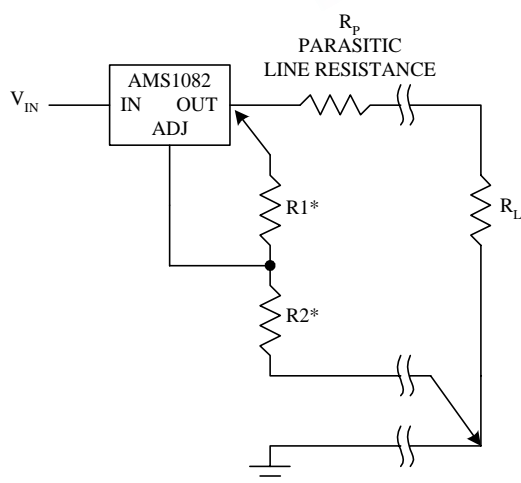 R_P
PARASITIC
LINE RESISTANCE
AMS1082
V_IN
IN OUT
ADJ
R1*
R_L
R2*